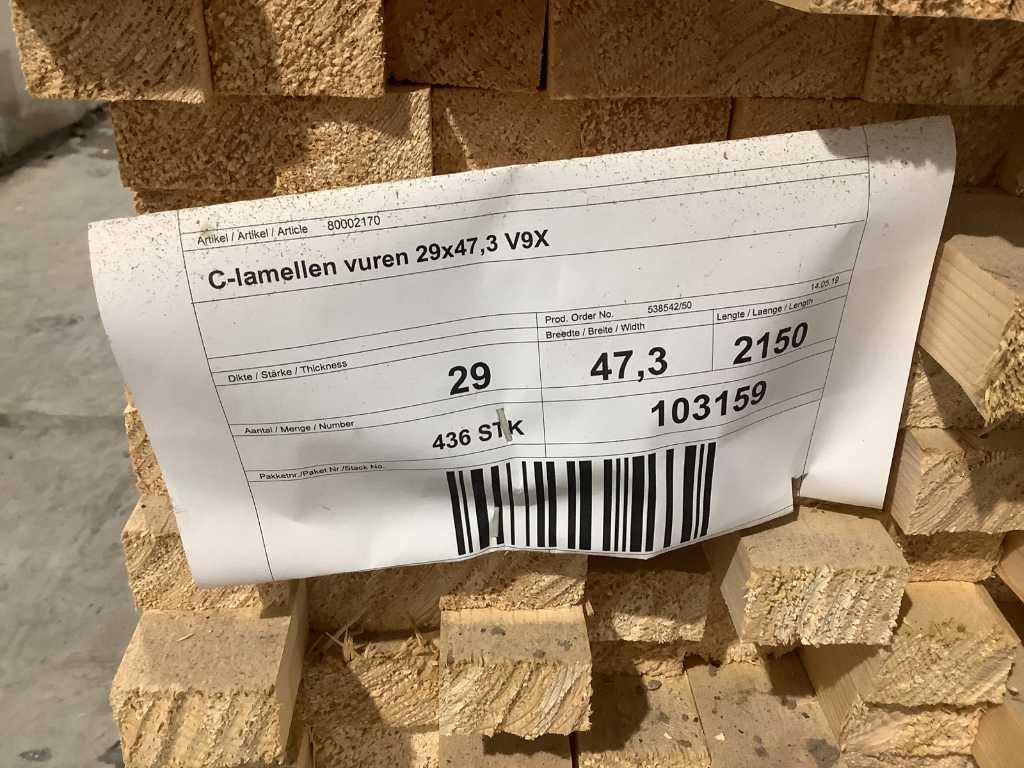 Artikel / Artikel / Article 80002170
C-lamellen vuren 29x47,3 V9X
Prod. Order No. 538542/50 14.05.19
Dikte / Stärke / Thickness 29
Breedte / Breite / Width 47,3
Lengte / Laenge / Length 2150
Aantal / Menge / Number 436 STK
103159
Pakketnr./Paket Nr./Stack No.